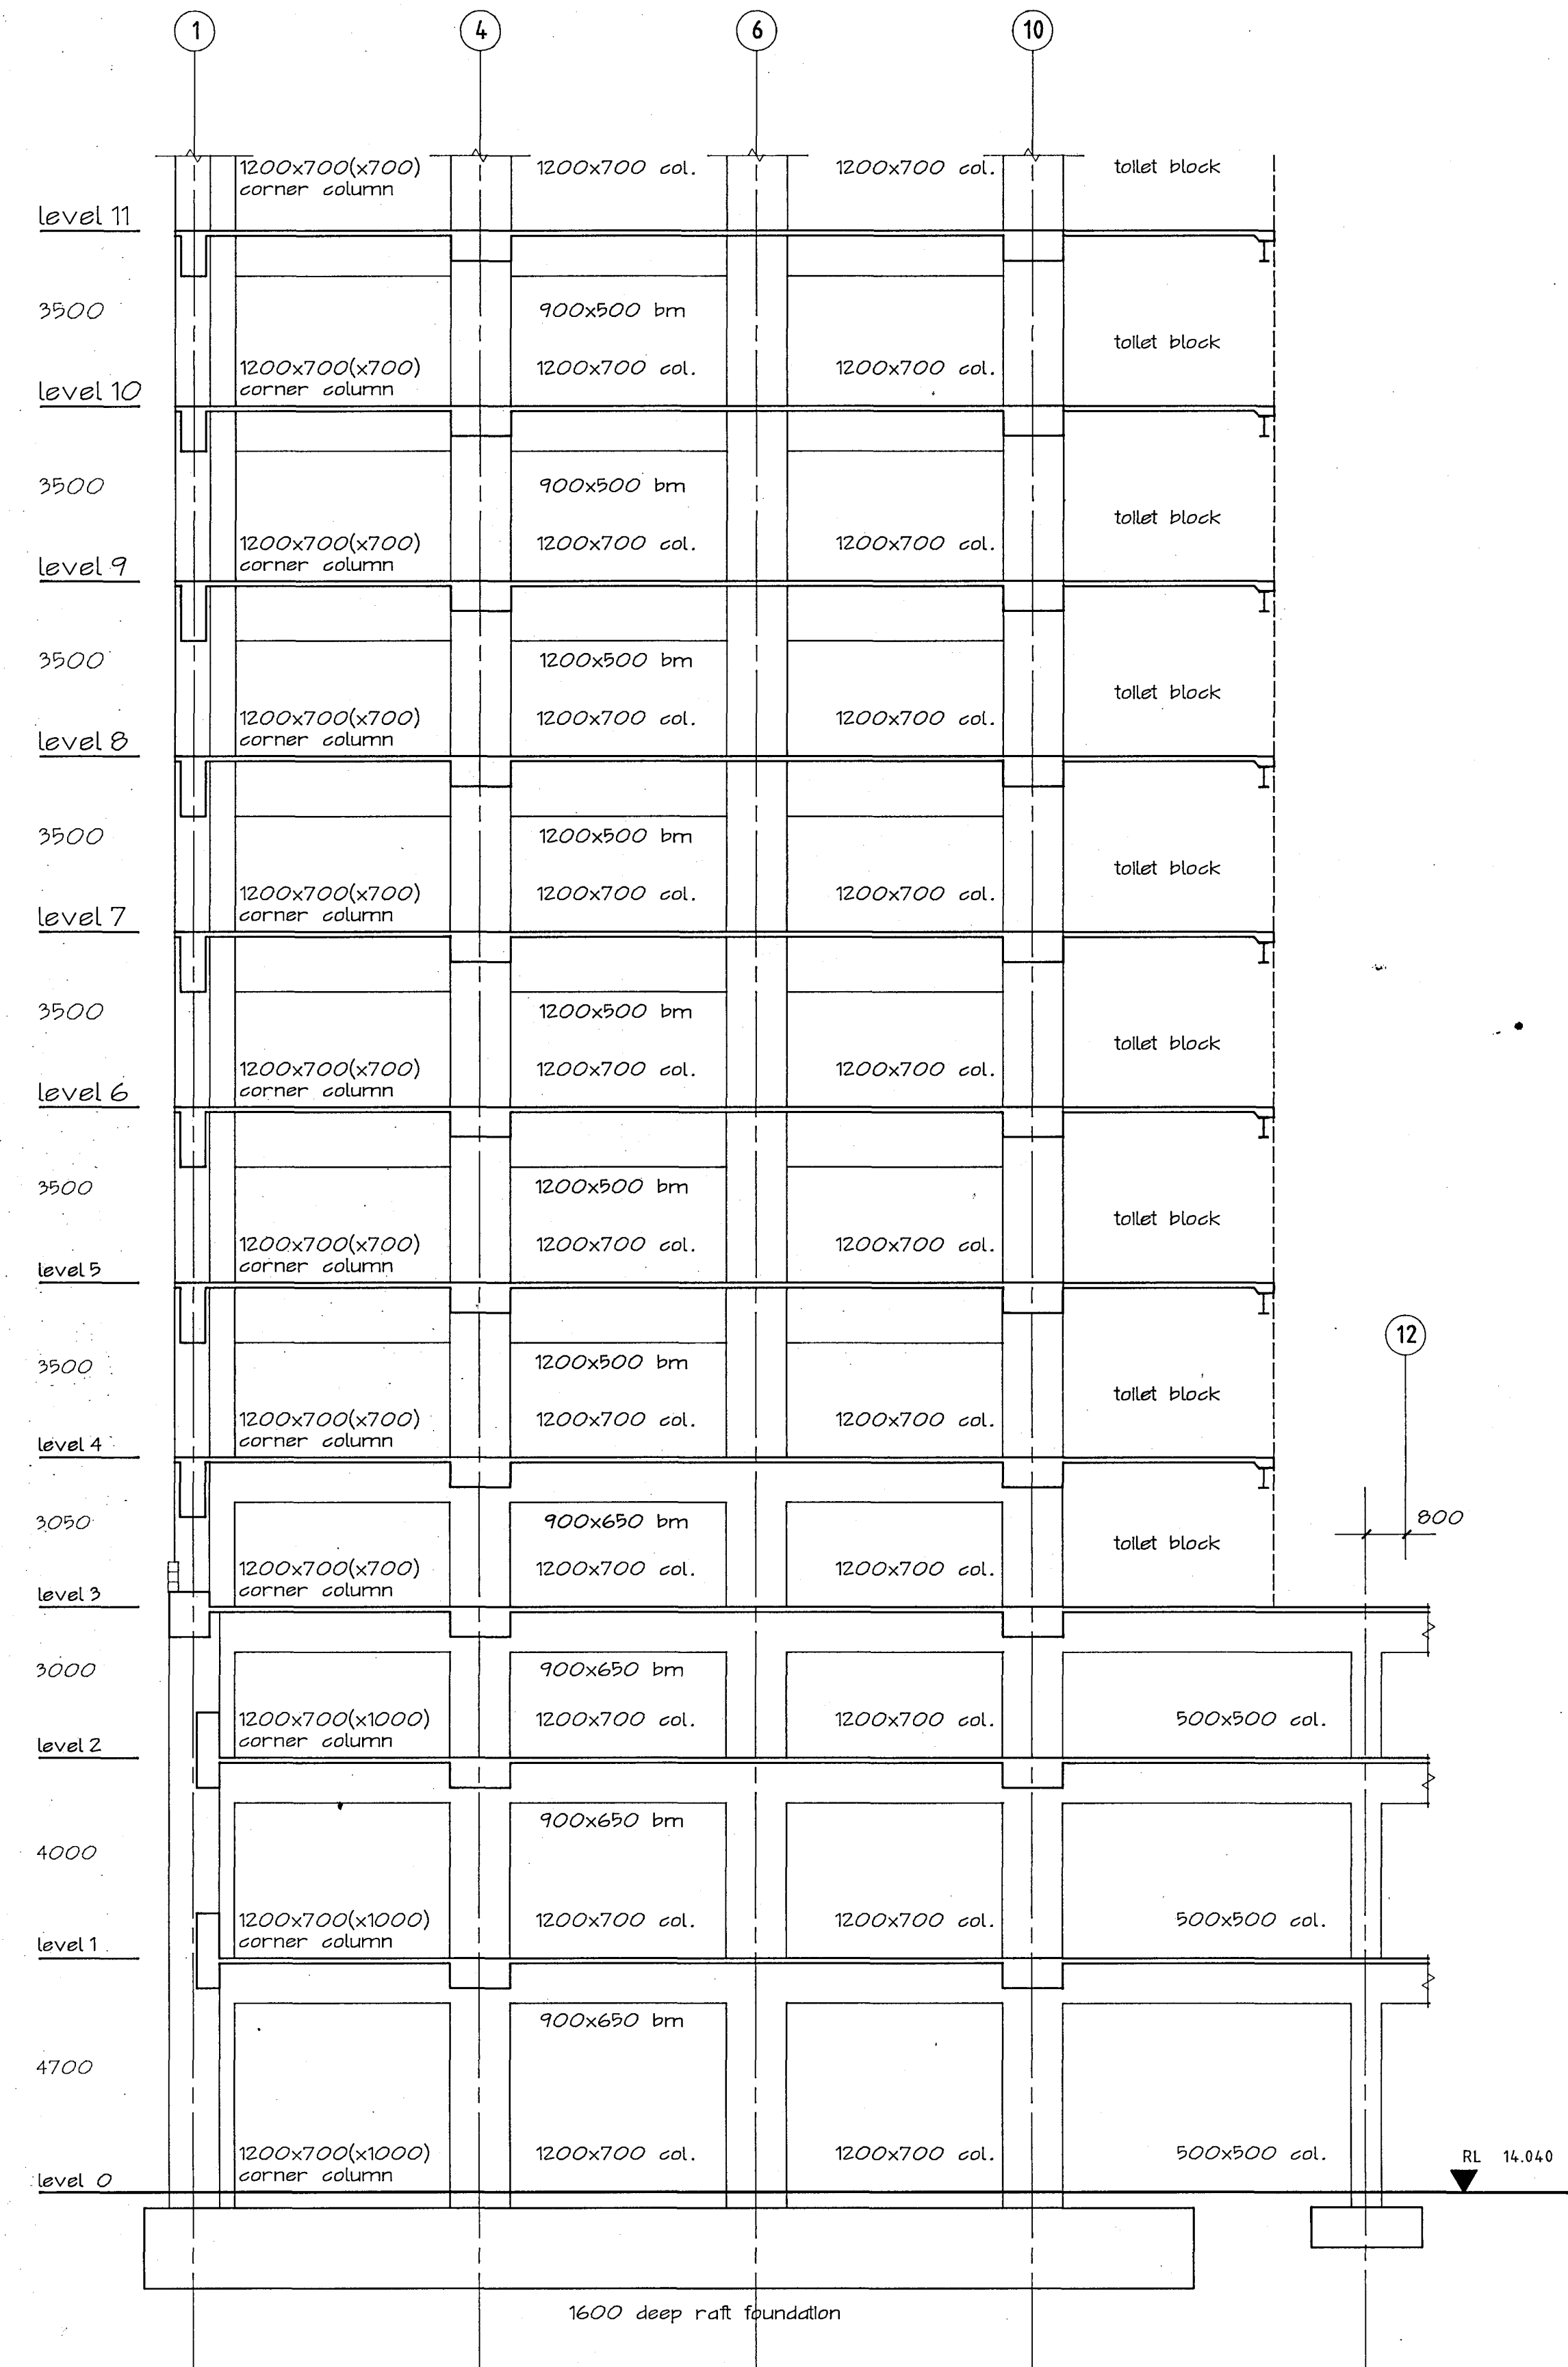 1 4 6 10
1200x700(x700) 1200x700 col. 1200x700 col. toilet block
corner column
level 11
3500 900x500 bm
toilet block
1200x700(x700) 1200x700 col. 1200x700 col.
level 10 corner column
3500 900x500 bm
toilet block
1200x700(x700) 1200x700 col. 1200x700 col.
level 9 corner column
3500 1200x500 bm
toilet block
1200x700(x700) 1200x700 col. 1200x700 col.
level 8 corner column
3500 1200x500 bm
toilet block
1200x700(x700) 1200x700 col. 1200x700 col.
level 7 corner column
3500 1200x500 bm
toilet block
1200x700(x700) 1200x700 col. 1200x700 col.
level 6 corner column
3500 1200x500 bm
toilet block
1200x700(x700) 1200x700 col. 1200x700 col.
level 5 corner column
12
3500 1200x500 bm
toilet block
1200x700(x700) 1200x700 col. 1200x700 col.
level 4 corner column
3050 900x650 bm 800
toilet block
1200x700(x700) 1200x700 col. 1200x700 col.
level 3 corner column
3000 900x650 bm
1200x700(x1000) 1200x700 col. 1200x700 col. 500x500 col.
level 2 corner column
900x650 bm
4000
1200x700(x1000) 1200x700 col. 1200x700 col. 500x500 col.
level 1 corner column
900x650 bm
4700
1200x700(x1000) 1200x700 col. 1200x700 col. 500x500 col. RL 14.040
level 0 corner column
1600 deep raft foundation